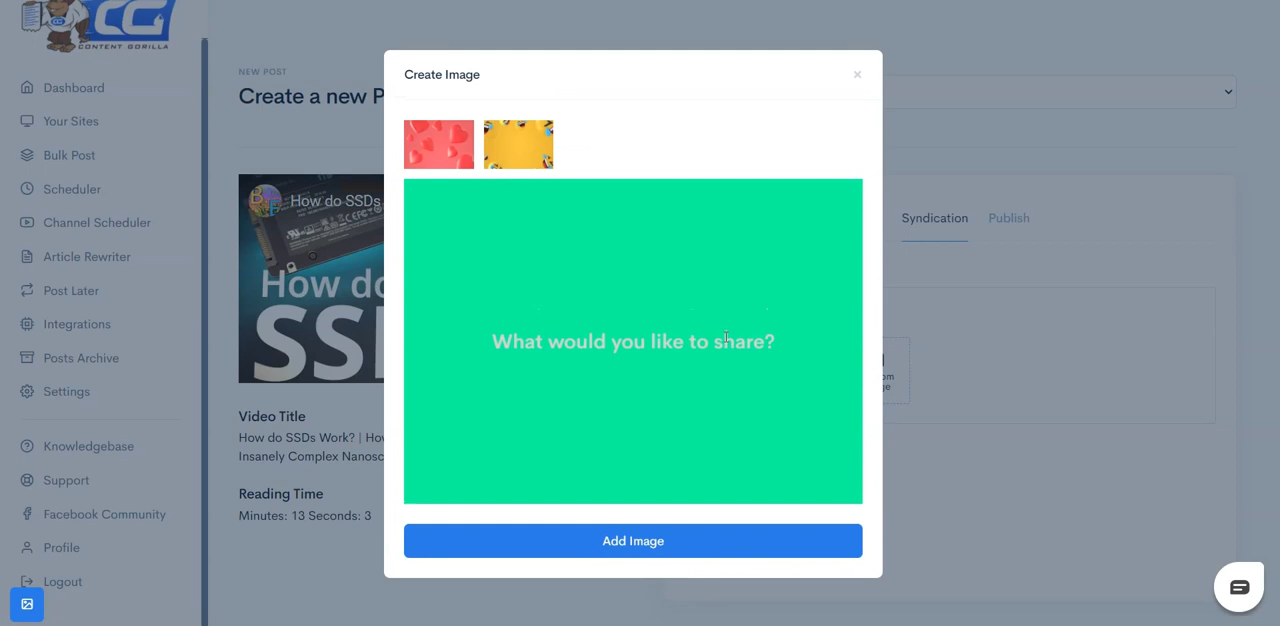 CG
CONTENT GORILLA
Dashboard
Your Sites
Bulk Post
Scheduler
Channel Scheduler
Article Rewriter
Post Later
Integrations
Posts Archive
Settings
Knowledgebase
Support
Facebook Community
Profile
Logout
NEW POST
Create a new P
How do SSDs
How do
SS
Video Title
How do SSDs Work? | How
Insanely Complex Nanosc
Reading Time
Minutes: 13 Seconds: 3
Create Image
×
What would you like to share?
Add Image
Syndication
Publish